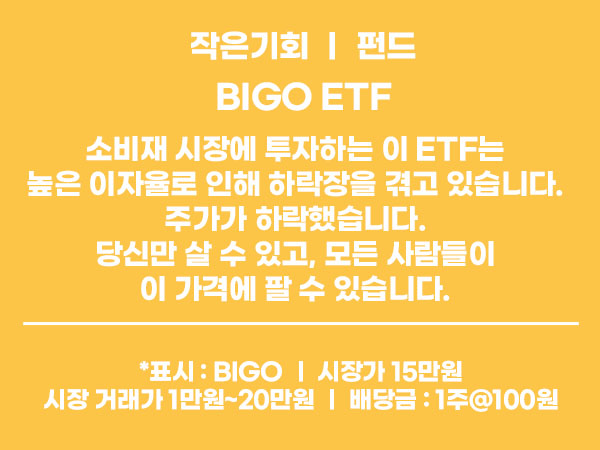 작은기회 | 펀드
BIGO ETF
소비재 시장에 투자하는 이 ETF는
높은 이자율로 인해 하락장을 겪고 있습니다.
주가가 하락했습니다.
당신만 살 수 있고, 모든 사람들이
이 가격에 팔 수 있습니다.
*표시 : BIGO | 시장가 15만원
시장 거래가 1만원~20만원 | 배당금 : 1주@100원